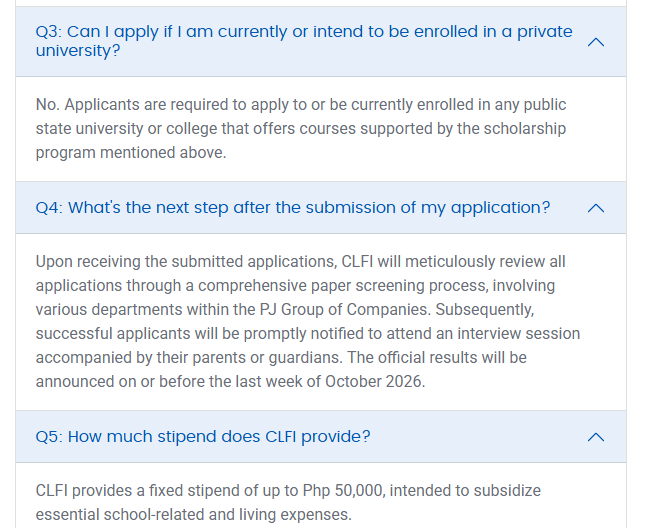 Q3: Can I apply if I am currently or intend to be enrolled in a private
university?
No. Applicants are required to apply to or be currently enrolled in any public
state university or college that offers courses supported by the scholarship
program mentioned above.
Q4: What's the next step after the submission of my application?
Upon receiving the submitted applications, CLFI will meticulously review all
applications through a comprehensive paper screening process, involving
various departments within the PJ Group of Companies. Subsequently,
successful applicants will be promptly notified to attend an interview session
accompanied by their parents or guardians. The official results will be
announced on or before the last week of October 2026.
Q5: How much stipend does CLFI provide?
CLFI provides a fixed stipend of up to Php 50,000, intended to subsidize
essential school-related and living expenses.